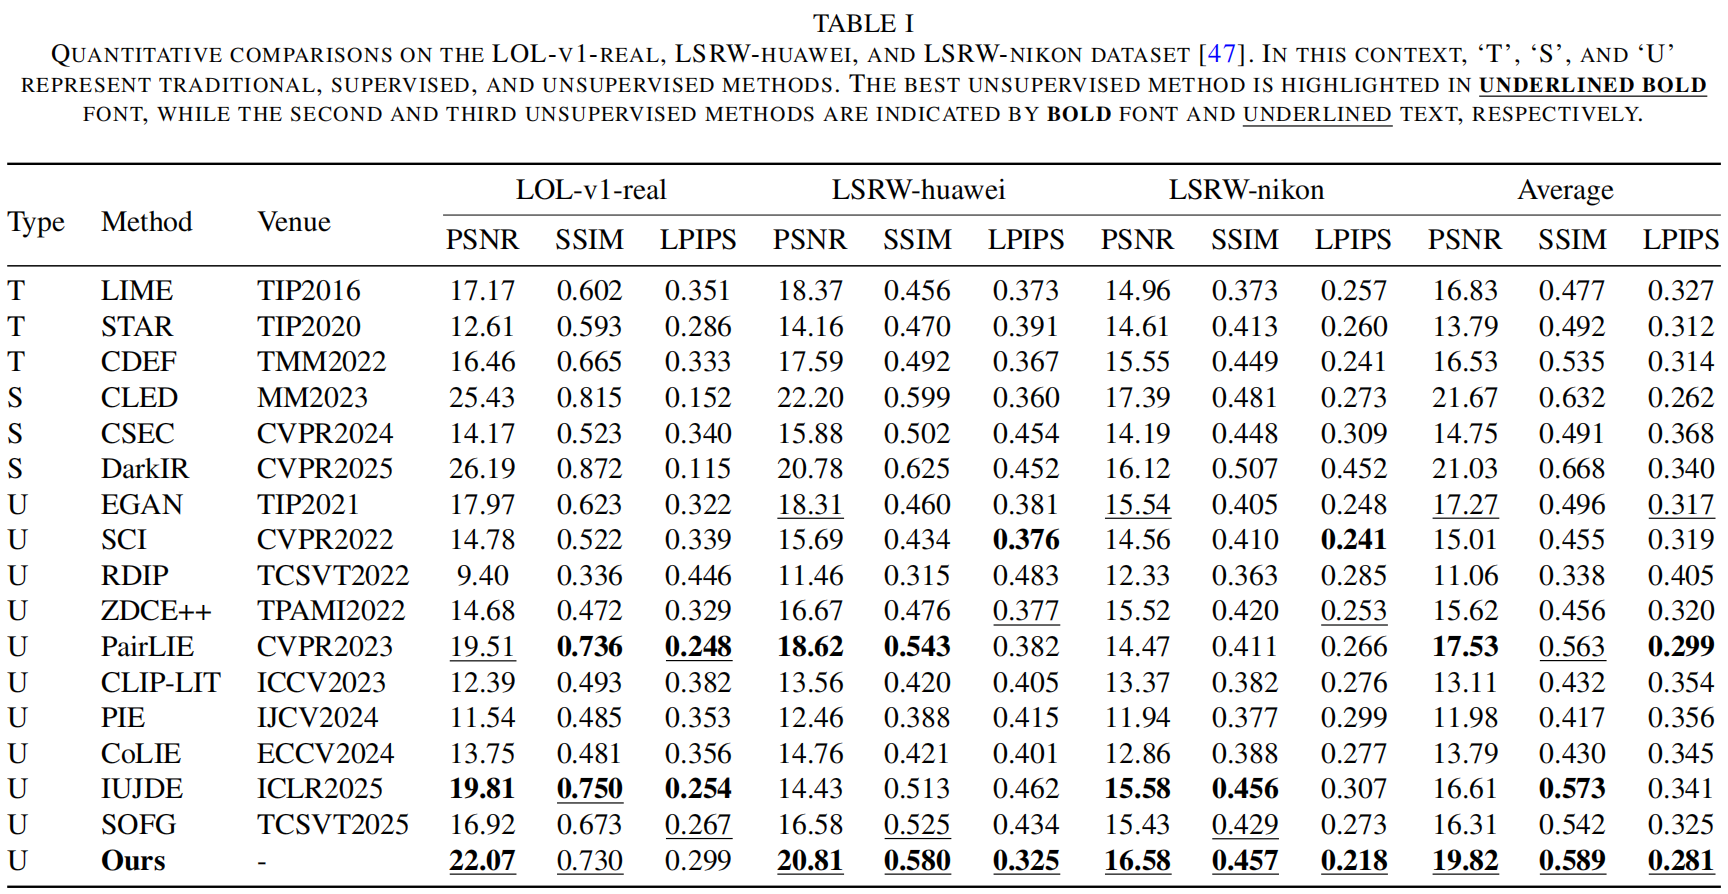 TABLE I
QUANTITATIVE COMPARISONS ON THE LOL-V1-REAL, LSRW-HUAWEI, AND LSRW-NIKON DATASET [47]. IN THIS CONTEXT, ‘T’, ‘S’, AND ‘U’
REPRESENT TRADITIONAL, SUPERVISED, AND UNSUPERVISED METHODS. THE BEST UNSUPERVISED METHOD IS HIGHLIGHTED IN UNDERLINED BOLD
FONT, WHILE THE SECOND AND THIRD UNSUPERVISED METHODS ARE INDICATED BY BOLD FONT AND UNDERLINED TEXT, RESPECTIVELY.
LOL-v1-real LSRW-huawei LSRW-nikon Average
Type Method Venue
PSNR SSIM LPIPS PSNR SSIM LPIPS PSNR SSIM LPIPS PSNR SSIM LPIPS
T LIME TIP2016 17.17 0.602 0.351 18.37 0.456 0.373 14.96 0.373 0.257 16.83 0.477 0.327
T STAR TIP2020 12.61 0.593 0.286 14.16 0.470 0.391 14.61 0.413 0.260 13.79 0.492 0.312
T CDEF TMM2022 16.46 0.665 0.333 17.59 0.492 0.367 15.55 0.449 0.241 16.53 0.535 0.314
S CLED MM2023 25.43 0.815 0.152 22.20 0.599 0.360 17.39 0.481 0.273 21.67 0.632 0.262
S CSEC CVPR2024 14.17 0.523 0.340 15.88 0.502 0.454 14.19 0.448 0.309 14.75 0.491 0.368
S DarkIR CVPR2025 26.19 0.872 0.115 20.78 0.625 0.452 16.12 0.507 0.452 21.03 0.668 0.340
U EGAN TIP2021 17.97 0.623 0.322 18.31 0.460 0.381 15.54 0.405 0.248 17.27 0.496 0.317
U SCI CVPR2022 14.78 0.522 0.339 15.69 0.434 0.376 14.56 0.410 0.241 15.01 0.455 0.319
U RDIP TCSVT2022 9.40 0.336 0.446 11.46 0.315 0.483 12.33 0.363 0.285 11.06 0.338 0.405
U ZDCE++ TPAMI2022 14.68 0.472 0.329 16.67 0.476 0.377 15.52 0.420 0.253 15.62 0.456 0.320
U PairLIE CVPR2023 19.51 0.736 0.248 18.62 0.543 0.382 14.47 0.411 0.266 17.53 0.563 0.299
U CLIP-LIT ICCV2023 12.39 0.493 0.382 13.56 0.420 0.405 13.37 0.382 0.276 13.11 0.432 0.354
U PIE IJCV2024 11.54 0.485 0.353 12.46 0.388 0.415 11.94 0.377 0.299 11.98 0.417 0.356
U CoLIE ECCV2024 13.75 0.481 0.356 14.76 0.421 0.401 12.86 0.388 0.277 13.79 0.430 0.345
U IUJDE ICLR2025 19.81 0.750 0.254 14.43 0.513 0.462 15.58 0.456 0.307 16.61 0.573 0.341
U SOFG TCSVT2025 16.92 0.673 0.267 16.58 0.525 0.434 15.43 0.429 0.273 16.31 0.542 0.325
U Ours - 22.07 0.730 0.299 20.81 0.580 0.325 16.58 0.457 0.218 19.82 0.589 0.281